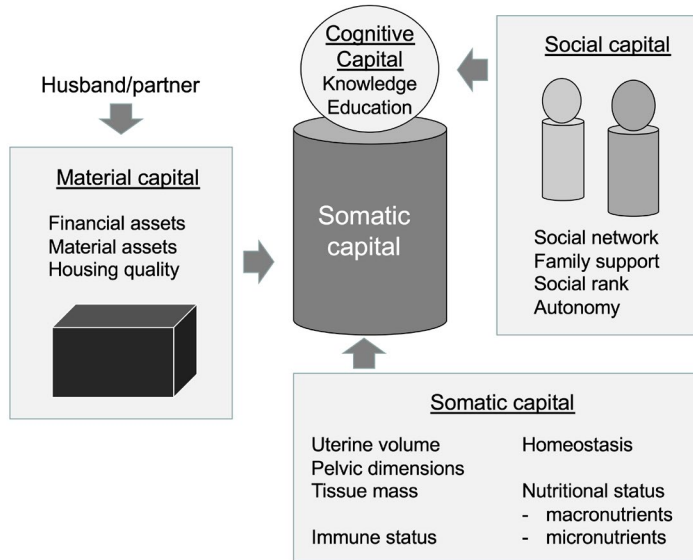 Husband/partner
Material capital
Financial assets
Material assets
Housing quality
Cognitive
Capital
Knowledge
Education
Somatic
capital
Social capital
Social network
Family support
Social rank
Autonomy
Somatic capital
Uterine volume
Pelvic dimensions
Tissue mass
Immune status
Homeostasis
Nutritional status
- macronutrients
- micronutrients